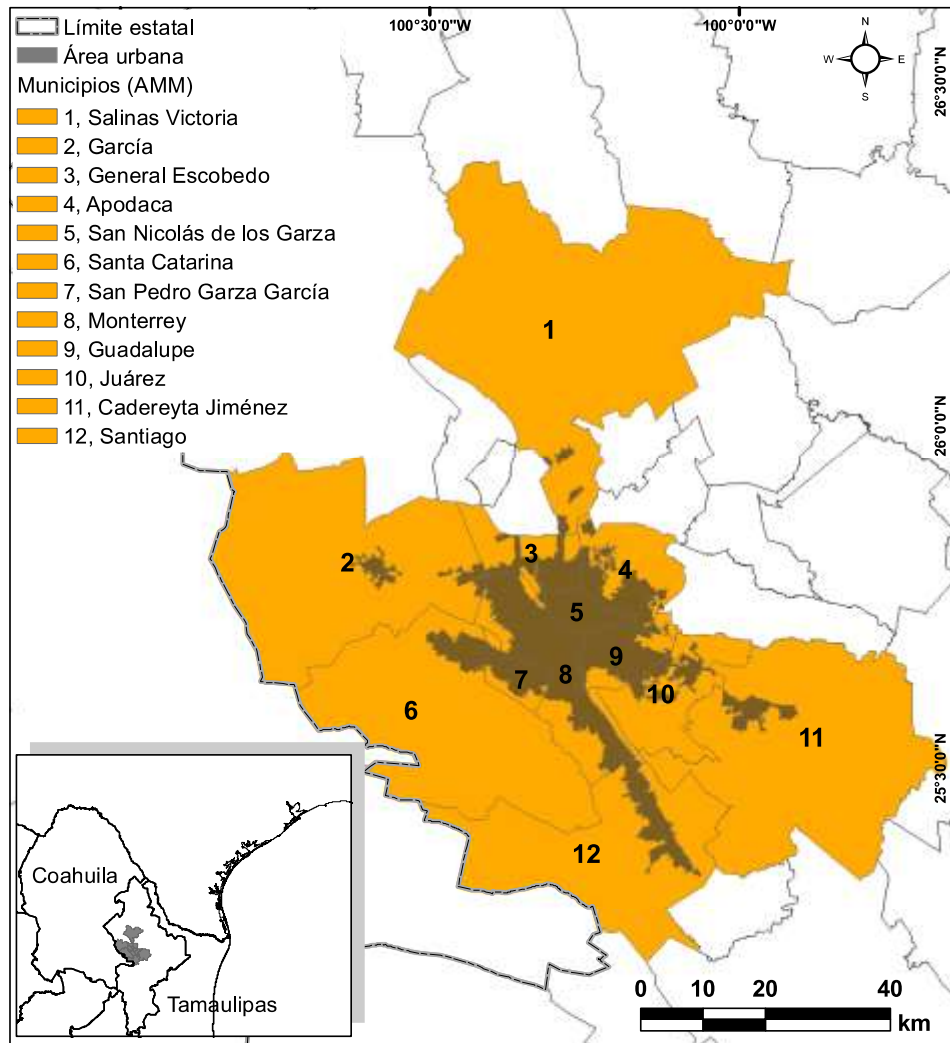 Límite estatal
Área urbana
Municipios (AMM)
1, Salinas Victoria
2, García
3, General Escobedo
4, Apodaca
5, San Nicolás de los Garza
6, Santa Catarina
7, San Pedro Garza García
8, Monterrey
9, Guadalupe
10, Juárez
11, Cadereyta Jiménez
12, Santiago
100°30'0"W
100°0'0"W
N
W E
S
26°30'0"N
26°0'0"N
25°30'0"N
1
2
3
4
5
6
7
8
9
10
11
12
Coahuila
Tamaulipas
0 10 20 40
km